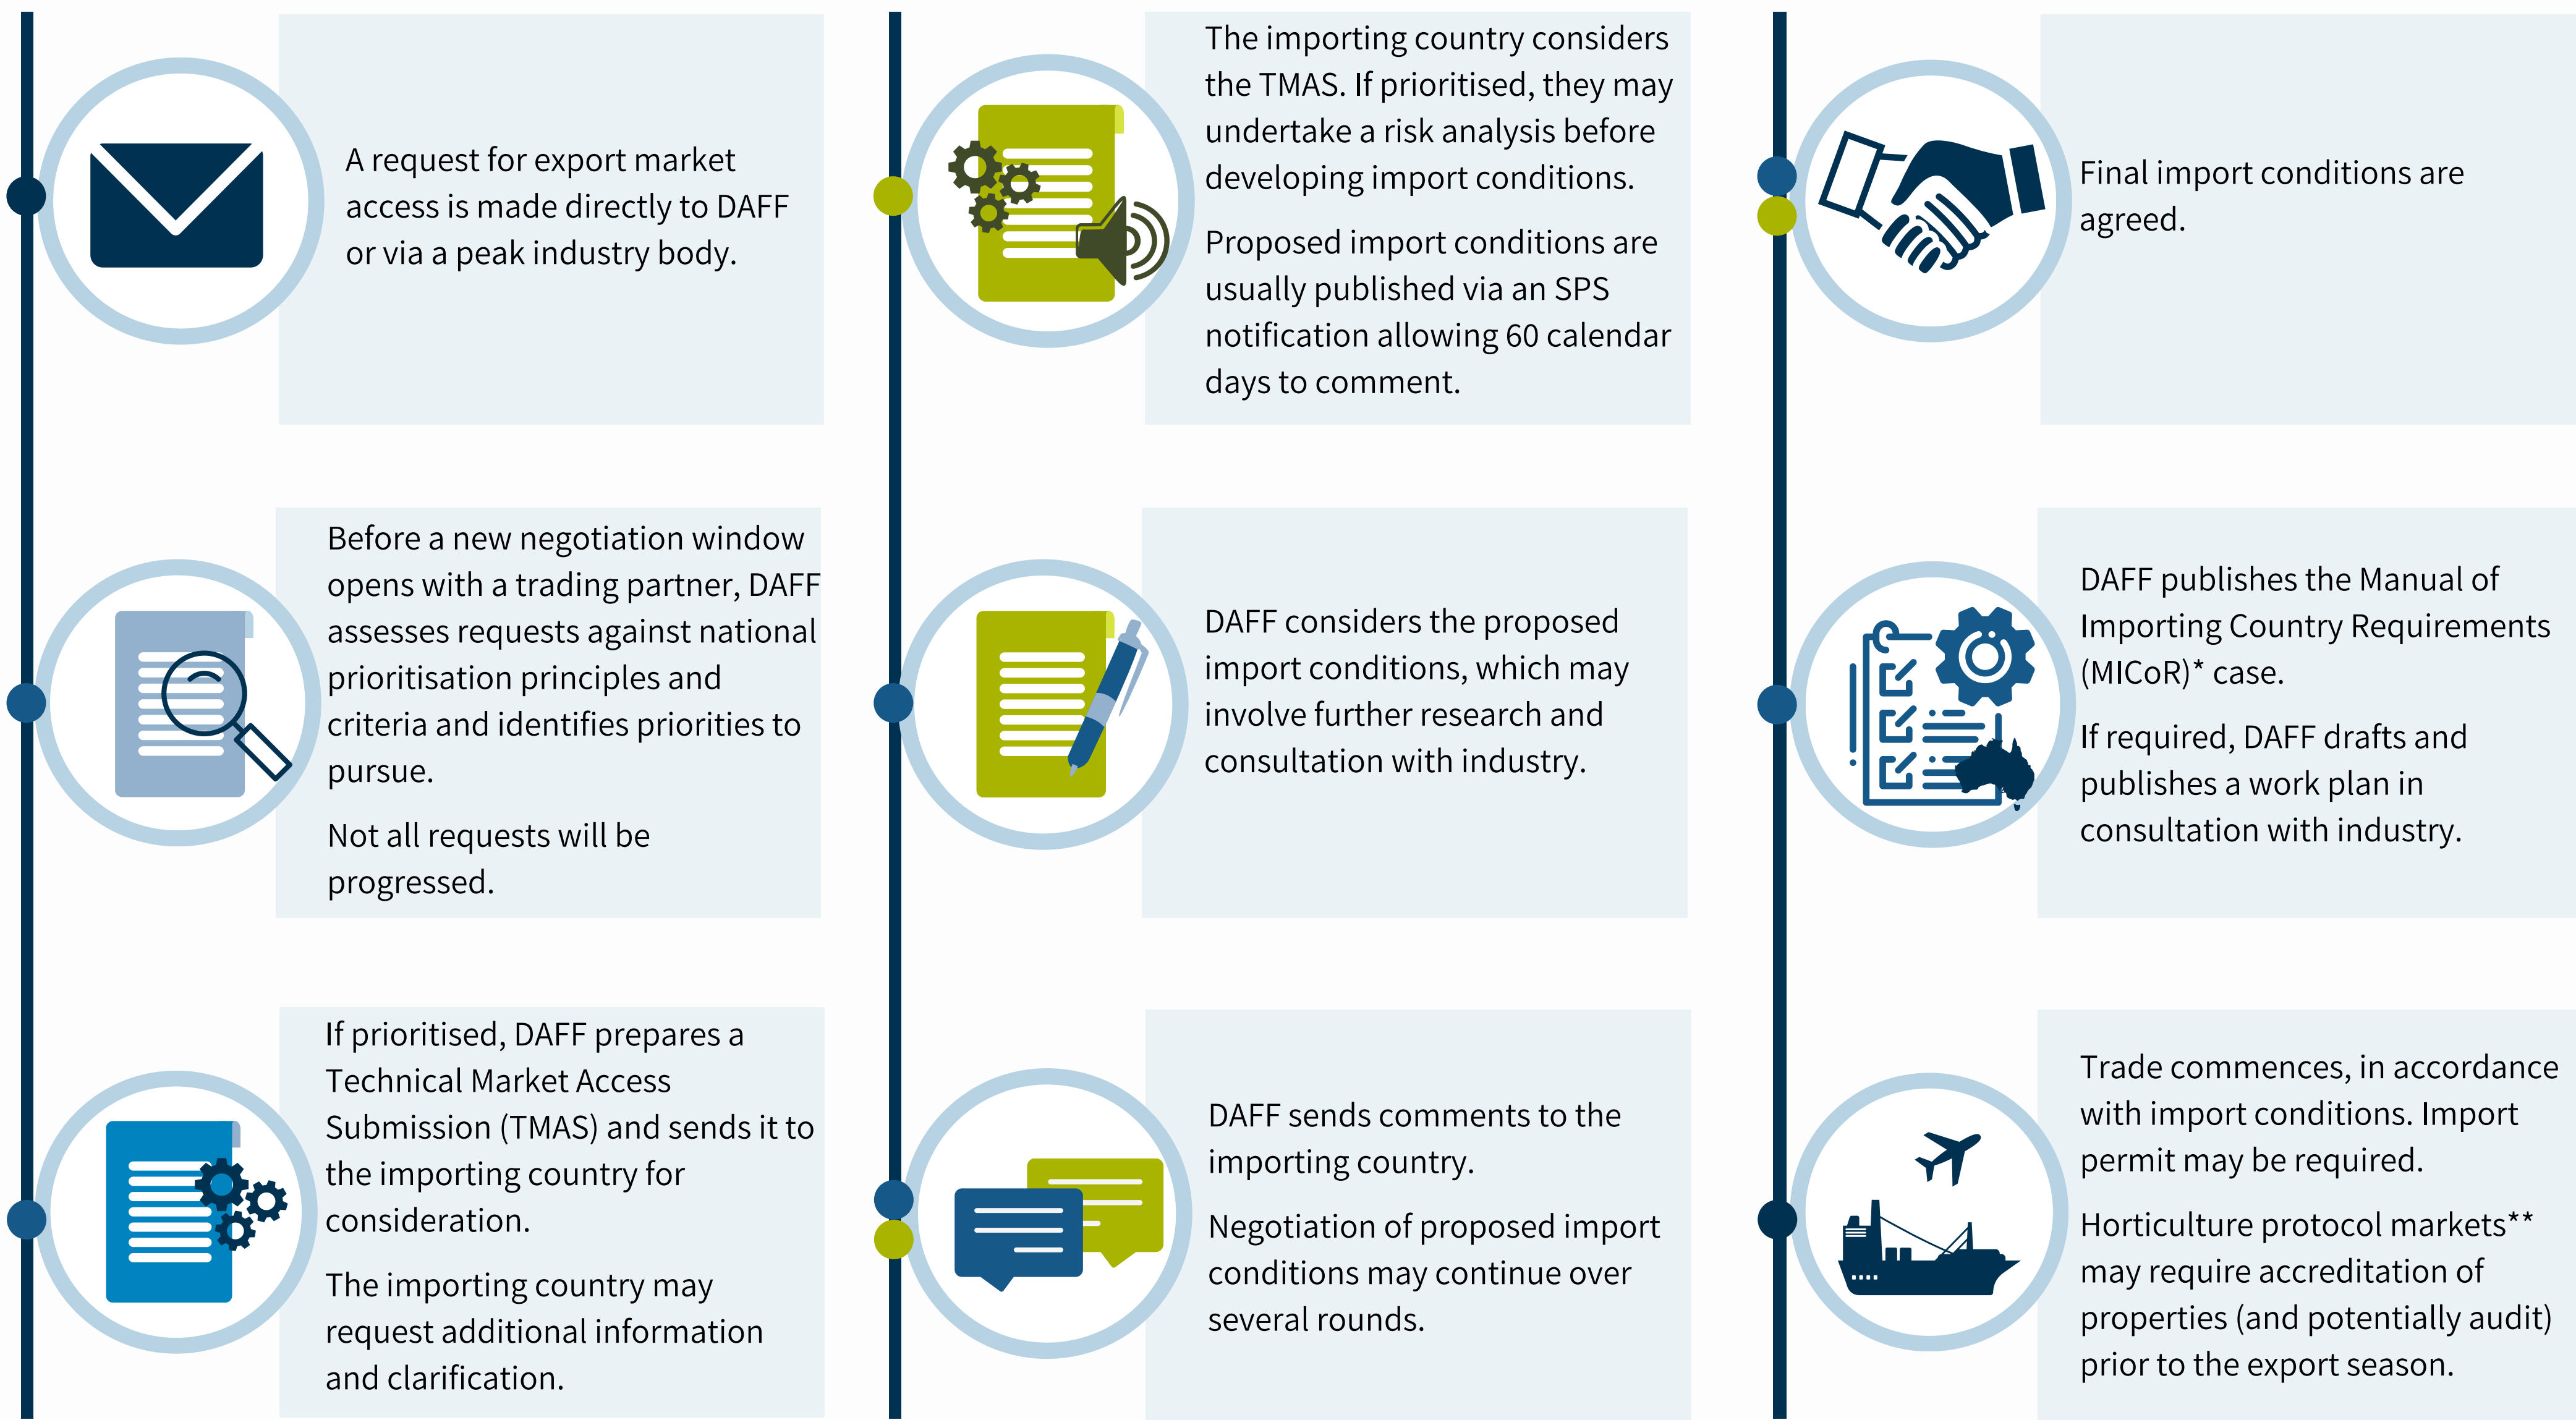 A request for export market
access is made directly to DAFF
or via a peak industry body.
Before a new negotiation window
opens with a trading partner, DAFF
assesses requests against national
prioritisation principles and
criteria and identifies priorities to
pursue.
Not all requests will be
progressed.
If prioritised, DAFF prepares a
Technical Market Access
Submission (TMAS) and sends it to
the importing country for
consideration.
The importing country may
request additional information
and clarification.
The importing country considers
the TMAS. If prioritised, they may
undertake a risk analysis before
developing import conditions.
Proposed import conditions are
usually published via an SPS
notification allowing 60 calendar
days to comment.
DAFF considers the proposed
import conditions, which may
involve further research and
consultation with industry.
DAFF sends comments to the
importing country.
Negotiation of proposed import
conditions may continue over
several rounds.
Final import conditions are
agreed.
DAFF publishes the Manual of
Importing Country Requirements
(MICoR)* case.
If required, DAFF drafts and
publishes a work plan in
consultation with industry.
Trade commences, in accordance
with import conditions. Import
permit may be required.
Horticulture protocol markets**
may require accreditation of
properties (and potentially audit)
prior to the export season.